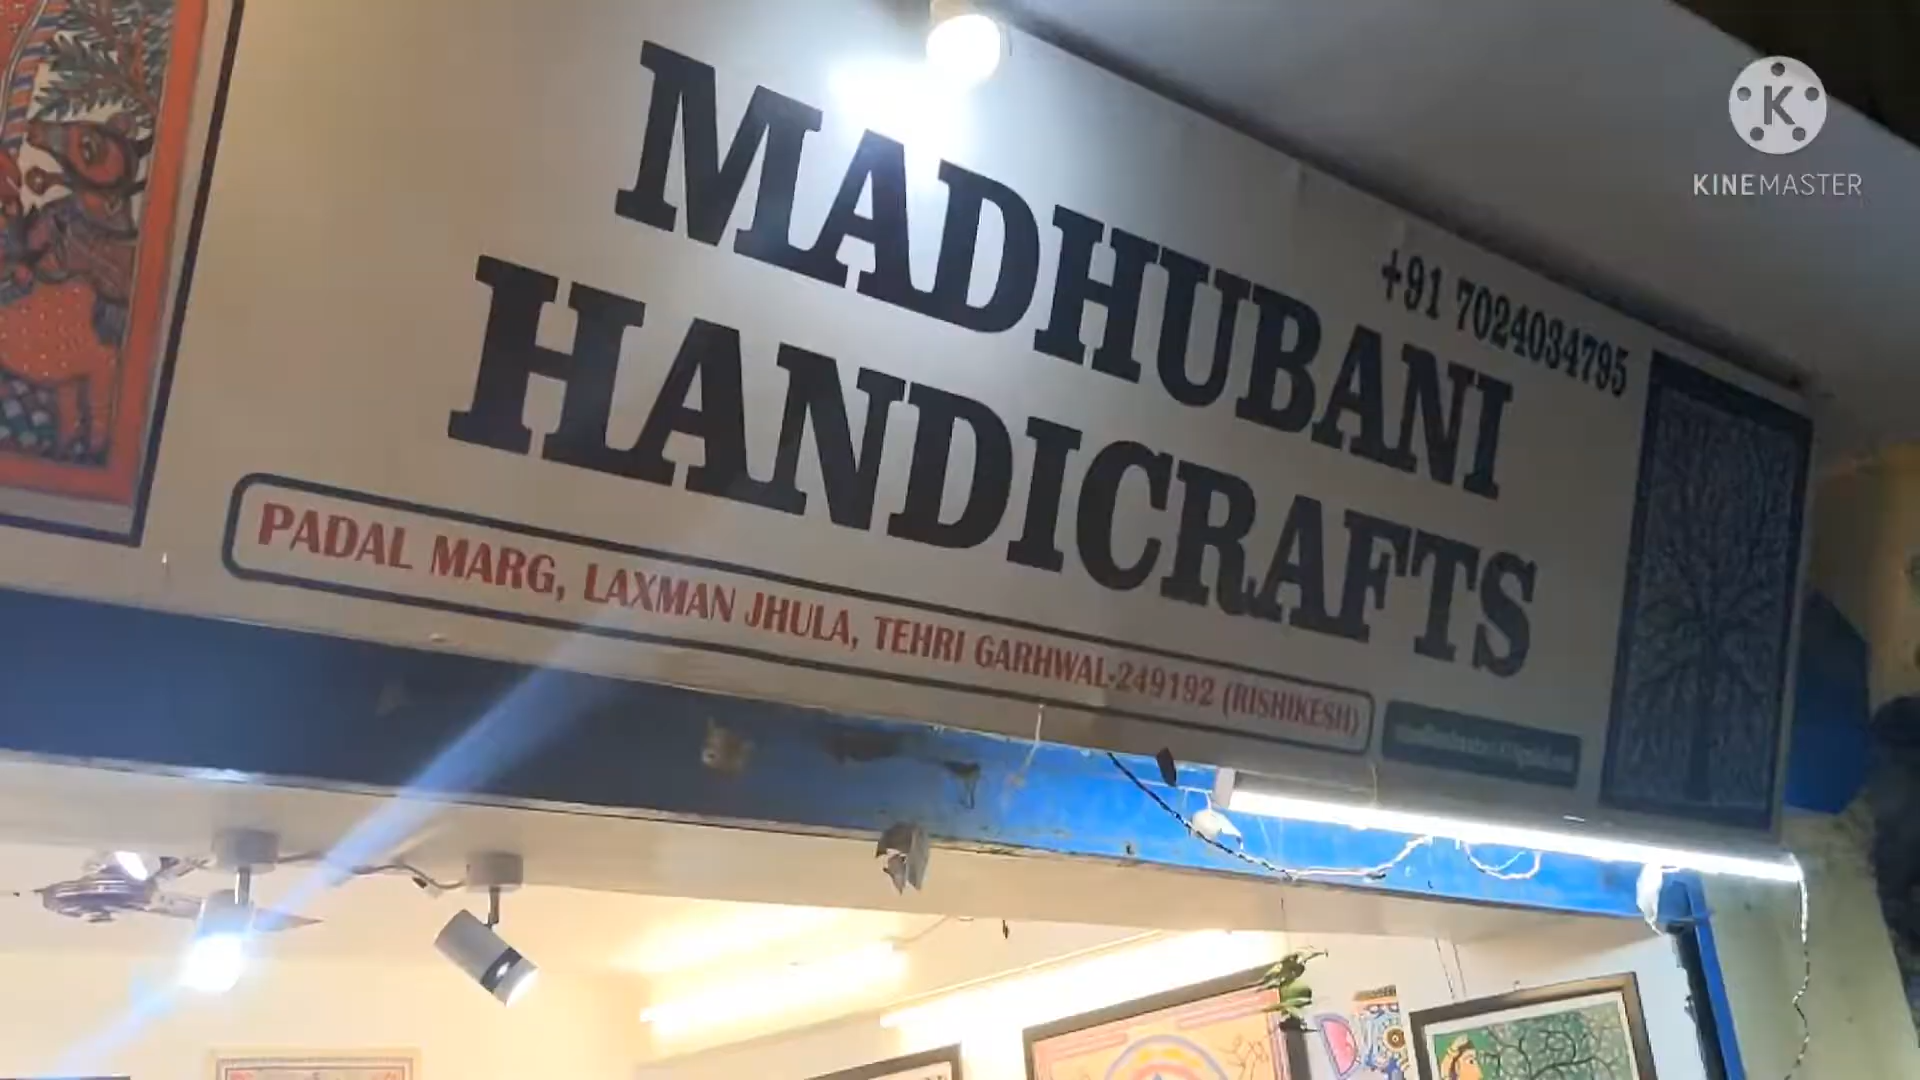 K
KINEMASTER
+91 7024034795
MADHUBANI
HANDICRAFTS
PADAL MARG, LAXMAN JHULA, TEHRI GARHWAL-249192 (RISHIKESH)